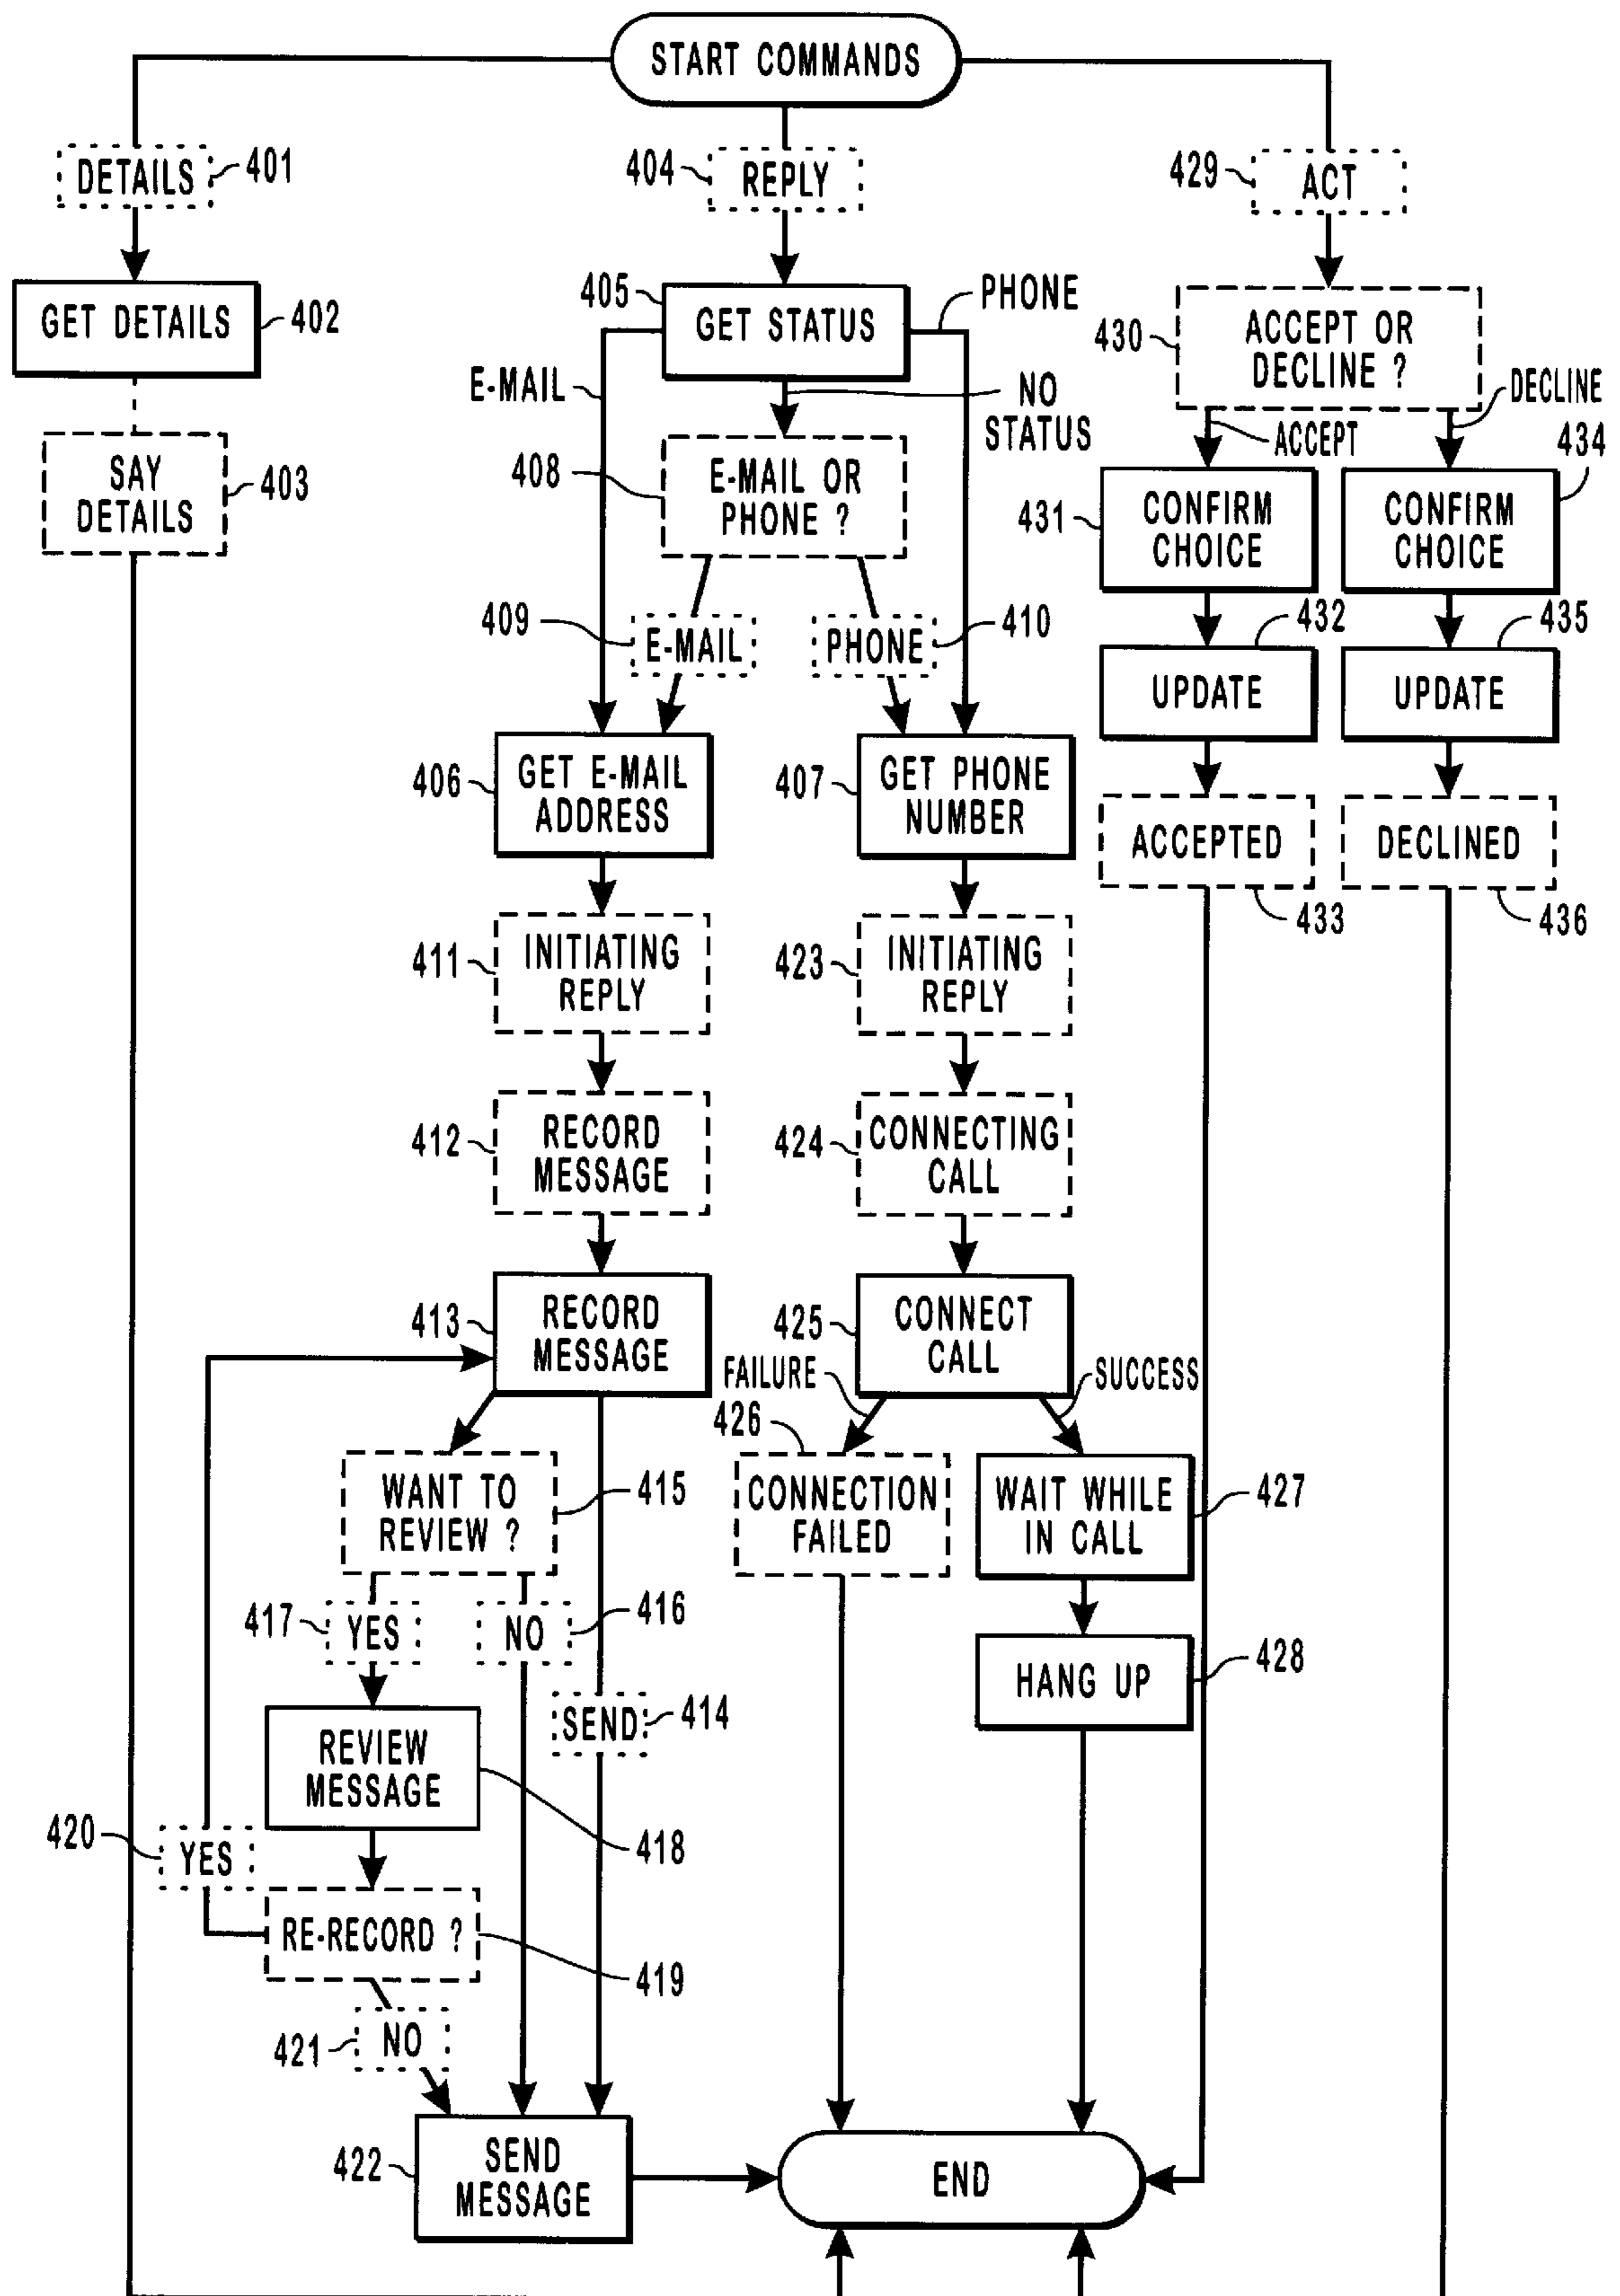 START COMMANDS
DETAILS
401
404
REPLY
429
ACT
GET DETAILS
402
405
GET STATUS
PHONE
430
ACCEPT OR
DECLINE ?
E-MAIL
NO
STATUS
DECLINE
ACCEPT
434
SAY
DETAILS
403
408
E-MAIL OR
PHONE ?
431
CONFIRM
CHOICE
CONFIRM
CHOICE
409
E-MAIL
PHONE
410
432
435
UPDATE
UPDATE
406
GET E-MAIL
ADDRESS
407
GET PHONE
NUMBER
ACCEPTED
DECLINED
433
436
411
INITIATING
REPLY
423
INITIATING
REPLY
412
RECORD
MESSAGE
424
CONNECTING
CALL
413
RECORD
MESSAGE
425
CONNECT
CALL
FAILURE
SUCCESS
426
WANT TO
REVIEW ?
415
CONNECTION
FAILED
WAIT WHILE
IN CALL
427
417
YES
NO
416
HANG UP
428
SEND
414
REVIEW
MESSAGE
418
420
YES
RE-RECORD ?
419
421
NO
422
SEND
MESSAGE
END